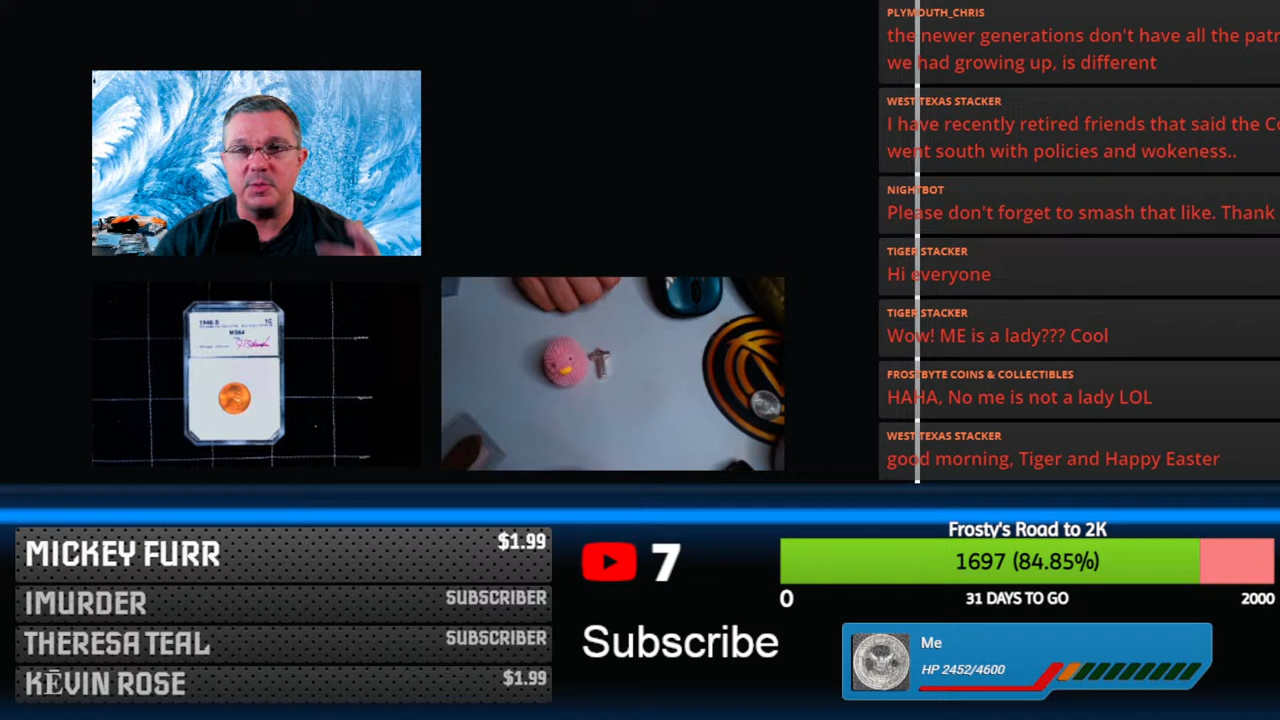 PLYMOUTH_CHRIS
the newer generations don't have all the
we had growing up, is different
WEST TEXAS STACKER
I have recently retired friends that said the
went south with policies and wokeness..
NIGHTBOT
Please don't forget to smash that like. Thank
TIGER STACKER
Hi everyone
TIGER STACKER
Wow! ME is a lady??? Cool
FROSTBYTE COINS & COLLECTIBLES
HAHA, No me is not a lady LOL
WEST TEXAS STACKER
good morning, Tiger and Happy Easter
1946-S 1C
MS64
MICKEY FURR $1.99
IMURDER SUBSCRIBER
THERESA TEAL SUBSCRIBER
KEVIN ROSE $1.99
7
Subscribe
Frosty's Road to 2K
1697 (84.85%)
0 31 DAYS TO GO 2000
Me
HP 2452/4600